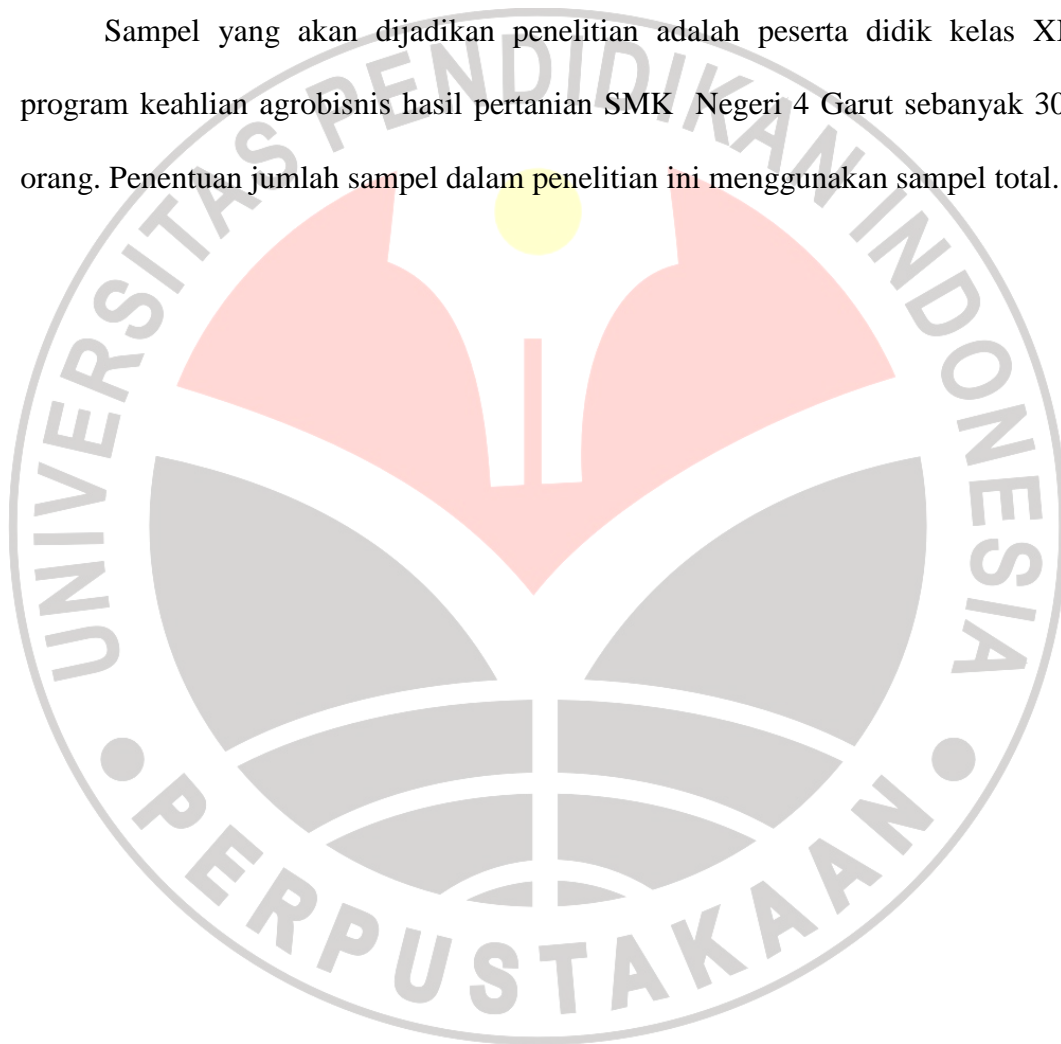 Sampel yang akan dijadikan penelitian adalah peserta didik kelas XI
program keahlian agrobisnis hasil pertanian SMK Negeri 4 Garut sebanyak 30
orang. Penentuan jumlah sampel dalam penelitian ini menggunakan sampel total.
UNIVERSITAS PENDIDIKAN INDONESIA
PERPUSTAKAAN